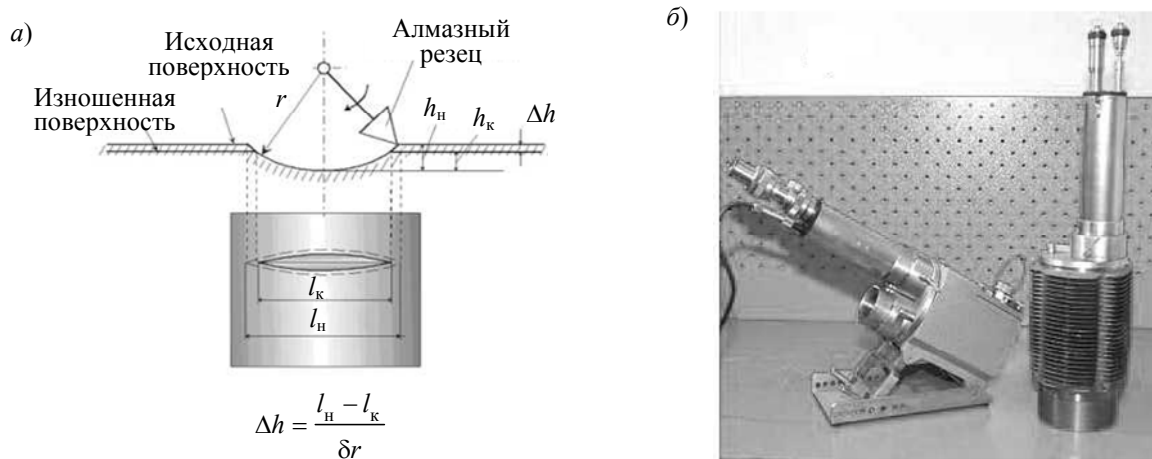 а)
Исходная
поверхность
Алмазный
резец
Изношенная
поверхность
r
hн
hк
Δh
lк
lн
Δh = (lн − lк) / δr
б)